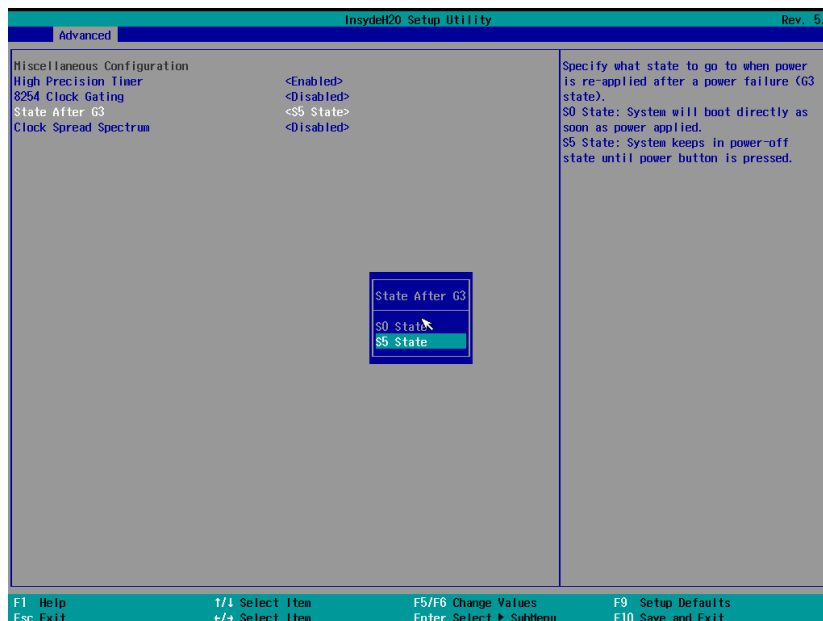 InsydeH2O Setup Utility Rev. 5.
Advanced
Miscellaneous Configuration
High Precision Timer <Enabled>
8254 Clock Gating <Disabled>
State After G3 <S5 State>
Clock Spread Spectrum <Disabled>
Specify what state to go to when power
is re-applied after a power failure (G3
state).
S0 State: System will boot directly as
soon as power applied.
S5 State: System keeps in power-off
state until power button is pressed.
State After G3
S0 State
S5 State
F1 Help ↑/↓ Select Item F5/F6 Change Values F9 Setup Defaults
Esc Exit ←/→ Select Item Enter Select ▶ SubMenu F10 Save and Exit